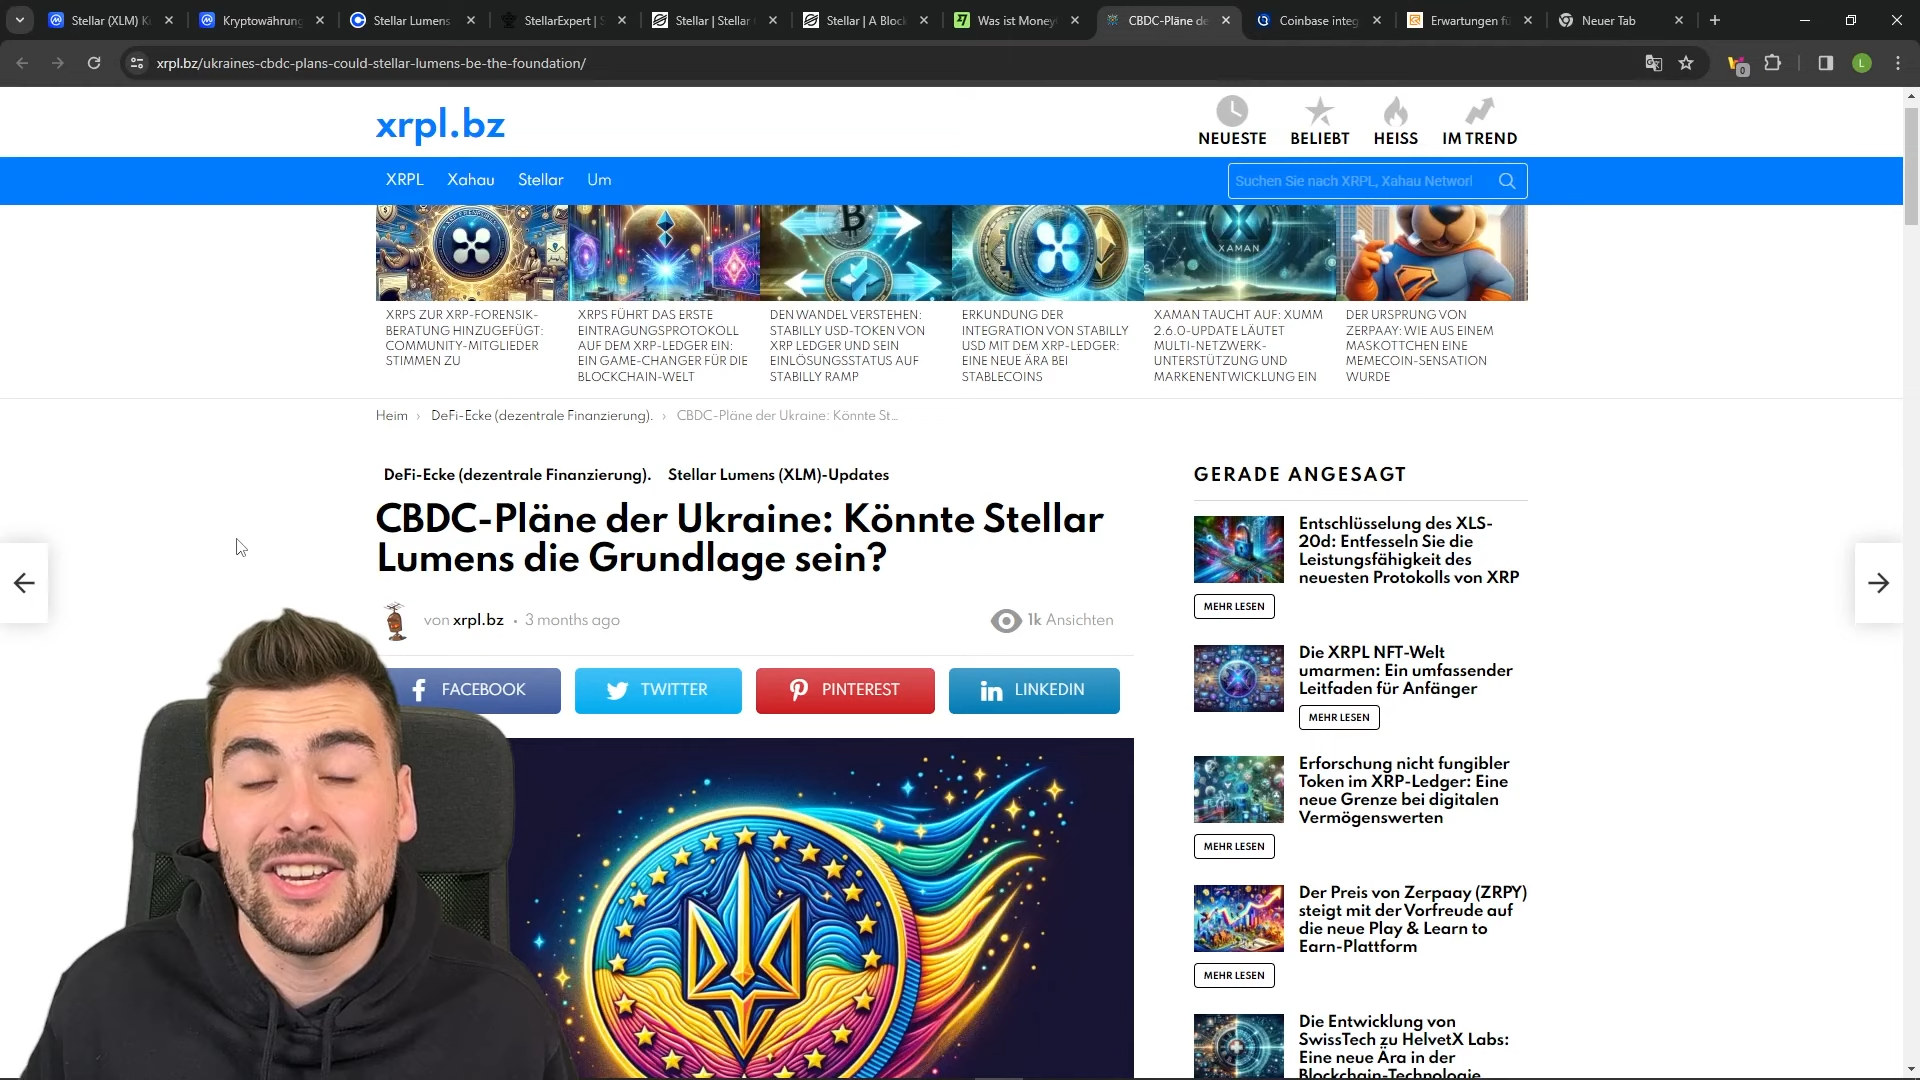 Stellar (XLM) K
Kryptowährung
Stellar Lumens
StellarExpert | S
Stellar | Stellar
Stellar | A Block
Was ist Money
CBDC-Pläne de
Coinbase integ
Erwartungen fü
Neuer Tab
xrpl.bz/ukraines-cbdc-plans-could-stellar-lumens-be-the-foundation/
0
L
xrpl.bz
NEUESTE
BELIEBT
HEISS
IM TREND
XRPL
Xahau
Stellar
Um
Suchen Sie nach XRPL, Xahau Networl
XAMAN
XRPS ZUR XRP-FORENSIK-
BERATUNG HINZUGEFÜGT:
COMMUNITY-MITGLIEDER
STIMMEN ZU
XRPS FÜHRT DAS ERSTE
EINTRAGUNGSPROTOKOLL
AUF DEM XRP-LEDGER EIN:
EIN GAME-CHANGER FÜR DIE
BLOCKCHAIN-WELT
DEN WANDEL VERSTEHEN:
STABILLY USD-TOKEN VON
XRP LEDGER UND SEIN
EINLÖSUNGSSTATUS AUF
STABILLY RAMP
ERKUNDUNG DER
INTEGRATION VON STABILLY
USD MIT DEM XRP-LEDGER:
EINE NEUE ÄRA BEI
STABLECOINS
XAMAN TAUCHT AUF: XUMM
2.6.0-UPDATE LÄUTET
MULTI-NETZWERK-
UNTERSTÜTZUNG UND
MARKENENTWICKLUNG EIN
DER URSPRUNG VON
ZERPAAY: WIE AUS EINEM
MASKOTTCHEN EINE
MEMECOIN-SENSATION
WURDE
Heim › DeFi-Ecke (dezentrale Finanzierung). › CBDC-Pläne der Ukraine: Könnte St...
DeFi-Ecke (dezentrale Finanzierung). Stellar Lumens (XLM)-Updates
CBDC-Pläne der Ukraine: Könnte Stellar
Lumens die Grundlage sein?
von xrpl.bz • 3 months ago
1k Ansichten
FACEBOOK
TWITTER
PINTEREST
LINKEDIN
GERADE ANGESAGT
Entschlüsselung des XLS-
20d: Entfesseln Sie die
Leistungsfähigkeit des
neuesten Protokolls von XRP
MEHR LESEN
Die XRPL NFT-Welt
umarmen: Ein umfassender
Leitfaden für Anfänger
MEHR LESEN
Erforschung nicht fungibler
Token im XRP-Ledger: Eine
neue Grenze bei digitalen
Vermögenswerten
MEHR LESEN
Der Preis von Zerpaay (ZRPY)
steigt mit der Vorfreude auf
die neue Play & Learn to
Earn-Plattform
MEHR LESEN
Die Entwicklung von
SwissTech zu HelvetX Labs:
Eine neue Ära in der
Blockchain-Technologie